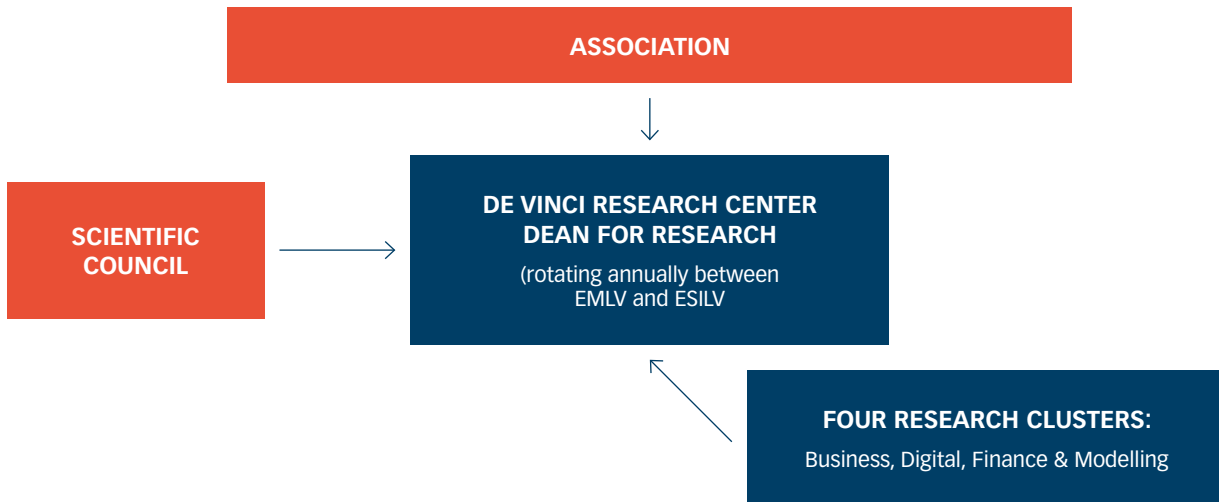 ASSOCIATION
SCIENTIFIC
COUNCIL
DE VINCI RESEARCH CENTER
DEAN FOR RESEARCH
(rotating annually between
EMLV and ESILV
FOUR RESEARCH CLUSTERS:
Business, Digital, Finance & Modelling